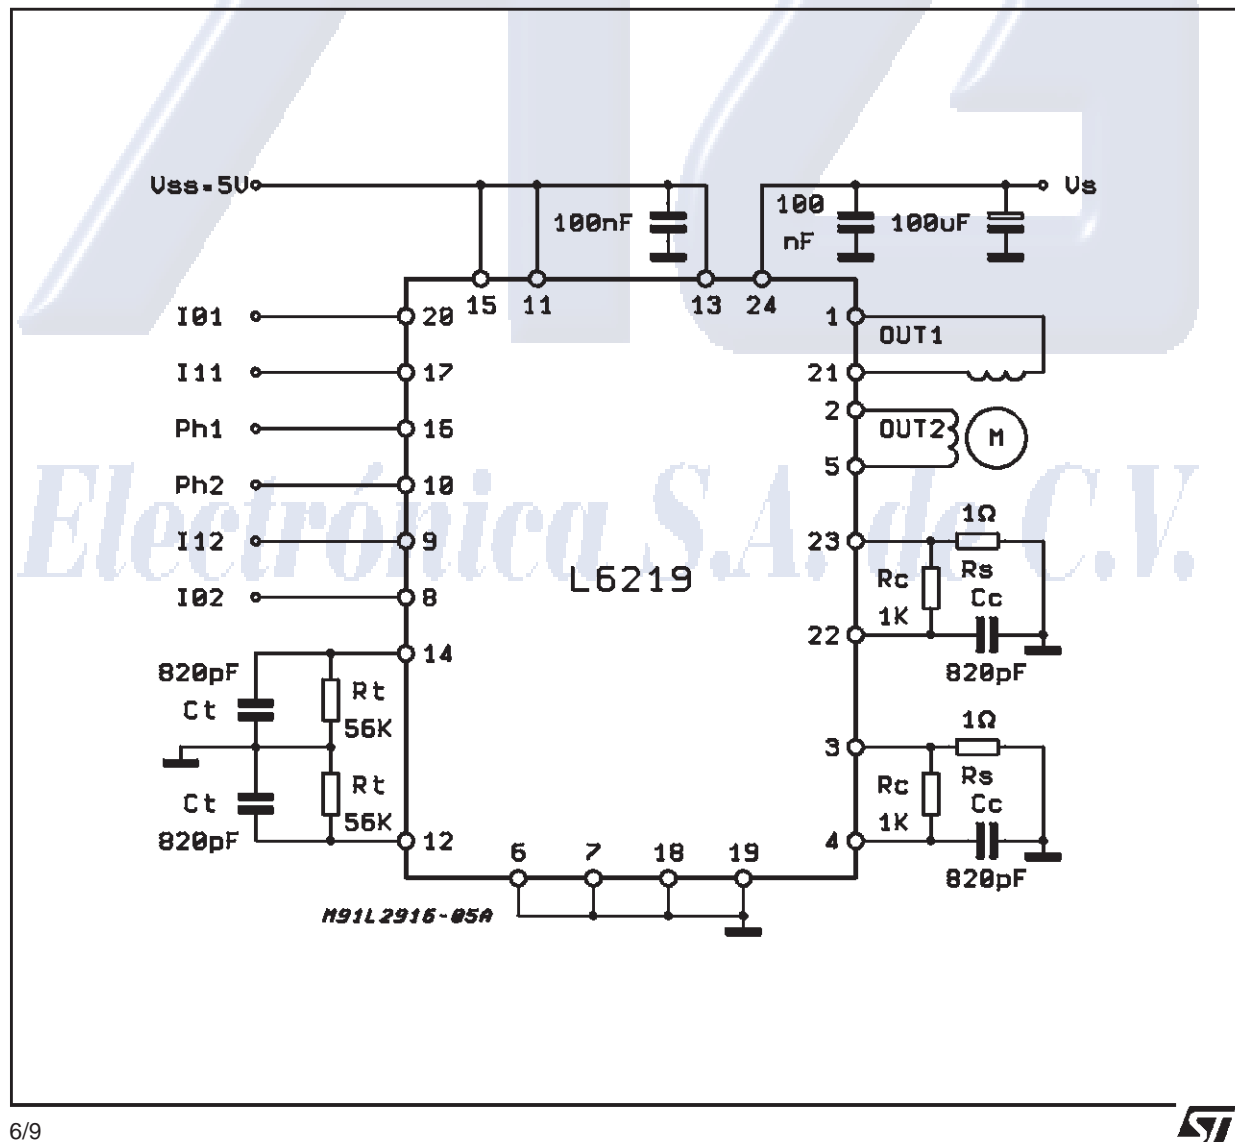 Vss=5V
100nF
100
nF
100uF
Vs
15 11 13 24
I01 20
I11 17
Ph1 16
Ph2 10
I12 9
I02 8
14
820pF
Ct
Rt
56K
Ct
Rt
56K
820pF
12
L6219
1
OUT1
21
2
OUT2
M
5
1Ω
23
Rs
Rc
1K
Cc
22
820pF
1Ω
3
Rs
Rc
1K
Cc
4
820pF
6 7 18 19
M91L2916-05A
Electrónica S.A. de C.V.
AG
6/9
ST